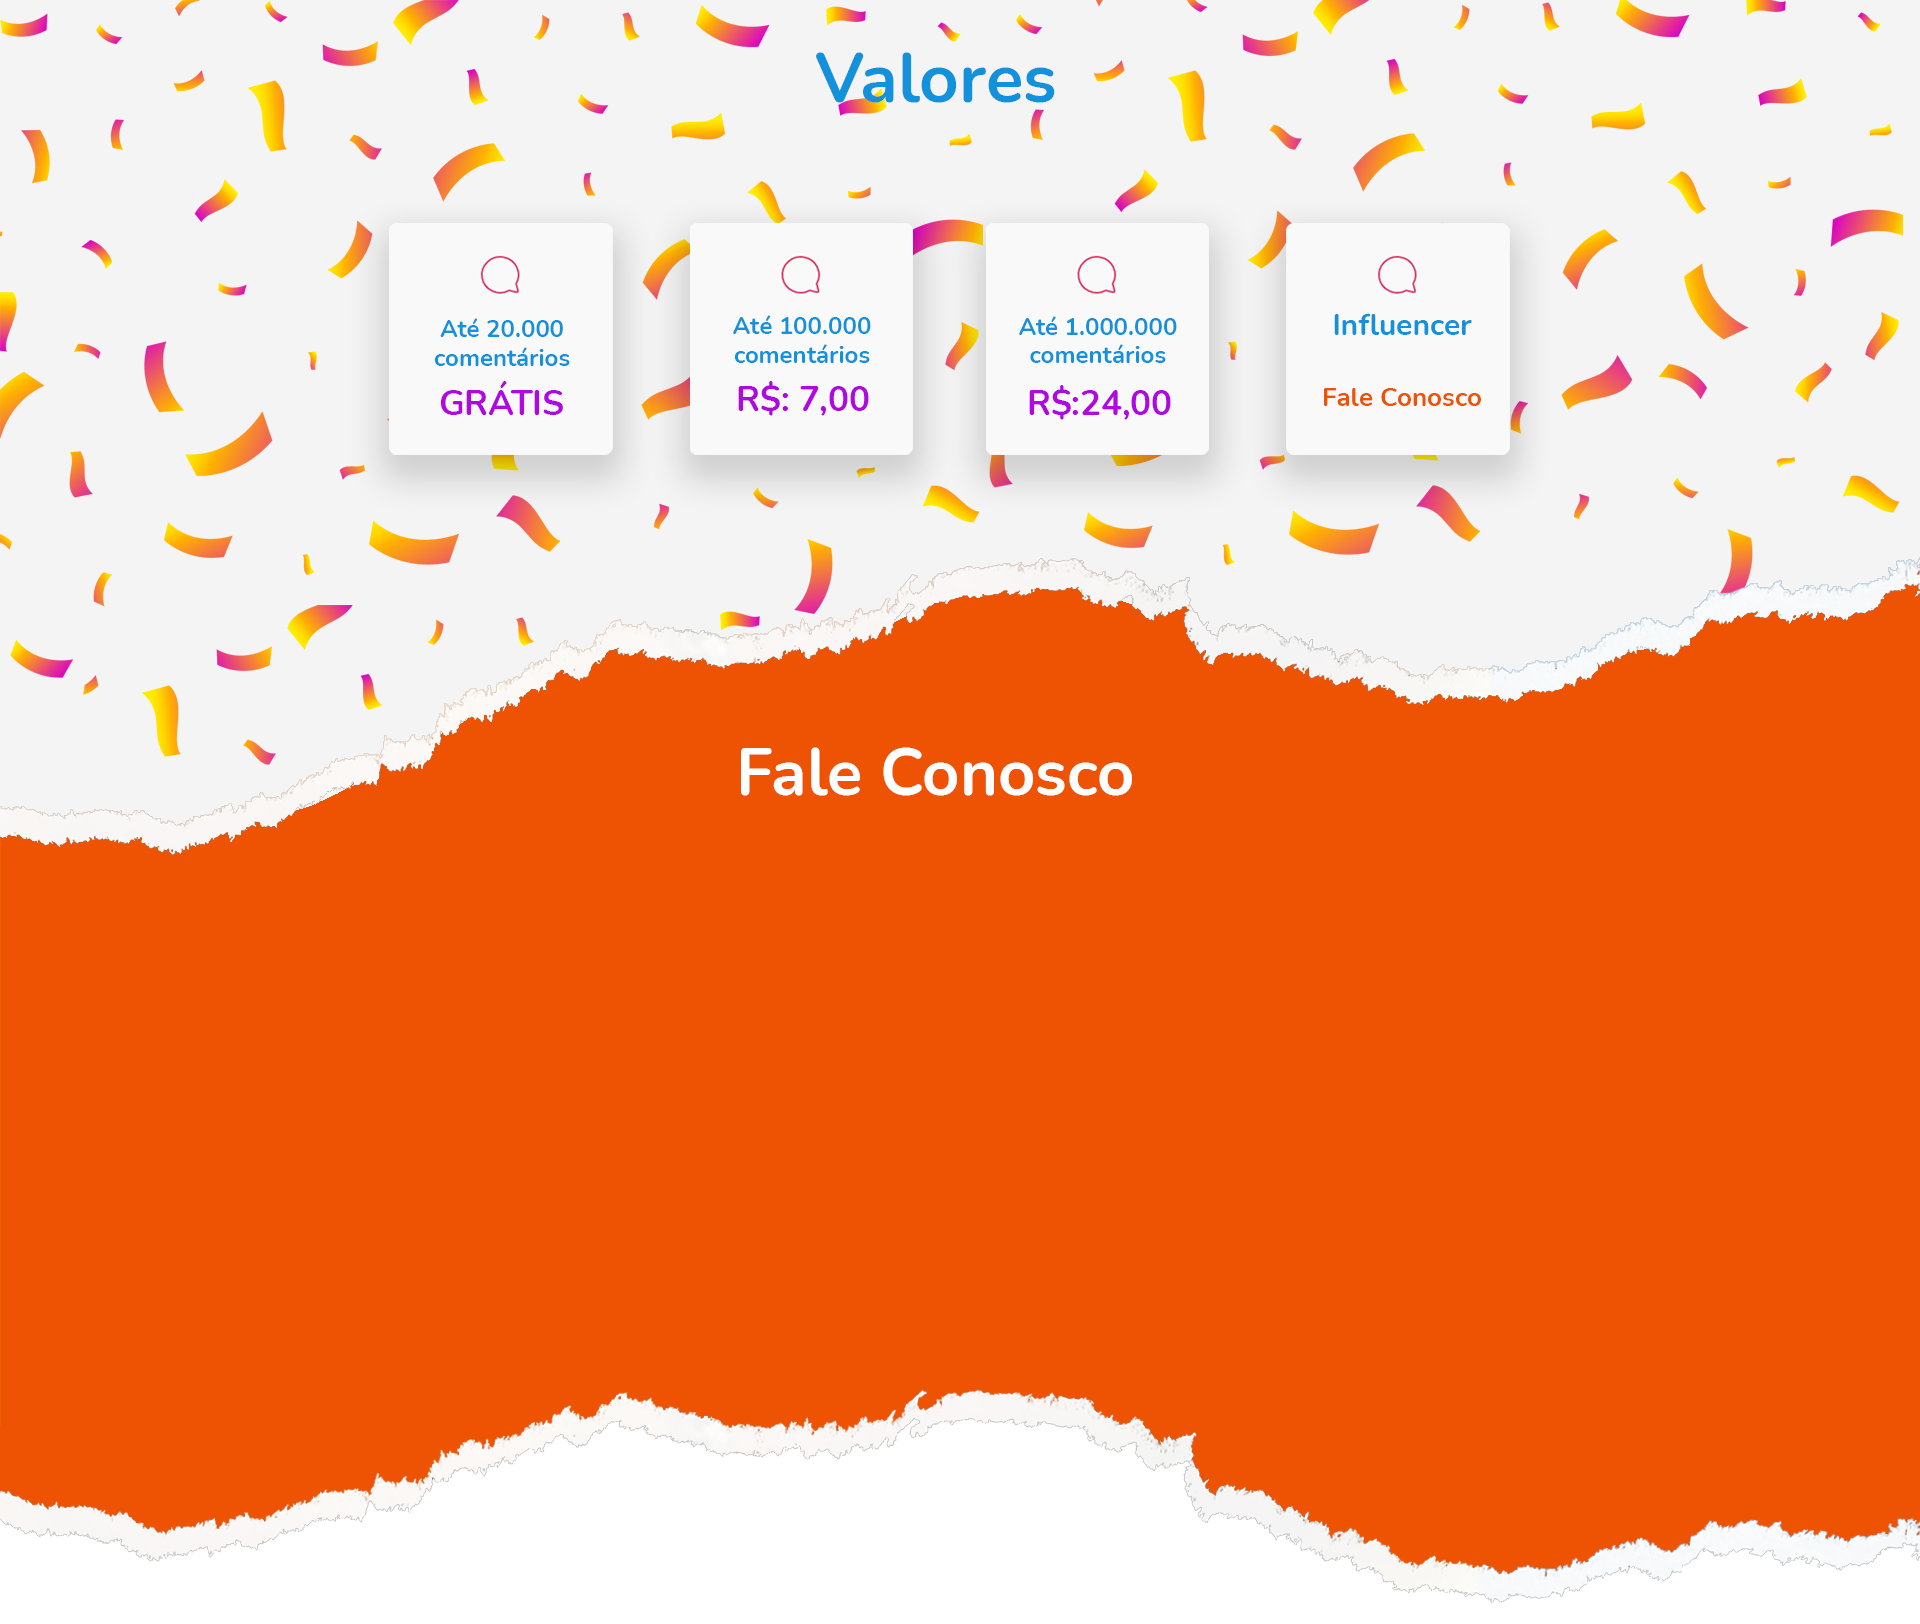 Valores
Até 20.000
comentários
GRÁTIS
Até 100.000
comentários
R$: 7,00
Até 1.000.000
comentários
R$:24,00
Influencer
Fale Conosco
Fale Conosco